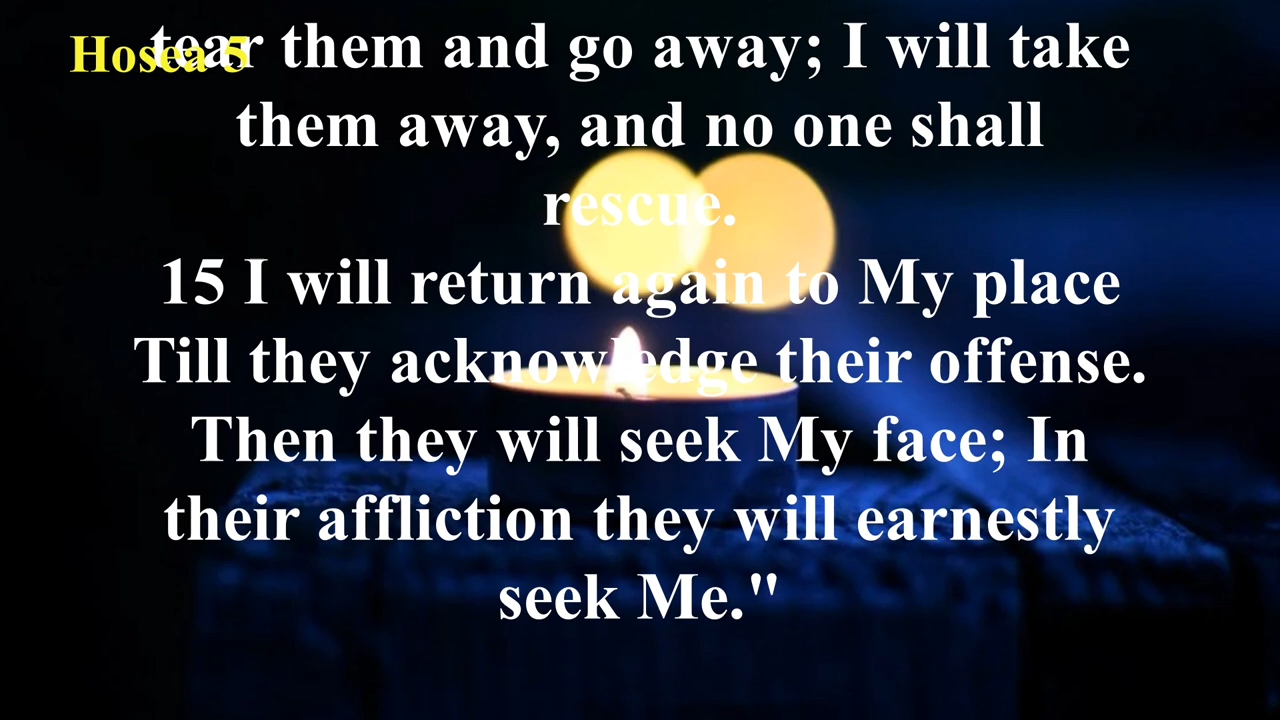 Hosea 5
tear them and go away; I will take
them away, and no one shall
rescue.
15 I will return again to My place
Till they acknowledge their offense.
Then they will seek My face; In
their affliction they will earnestly
seek Me."